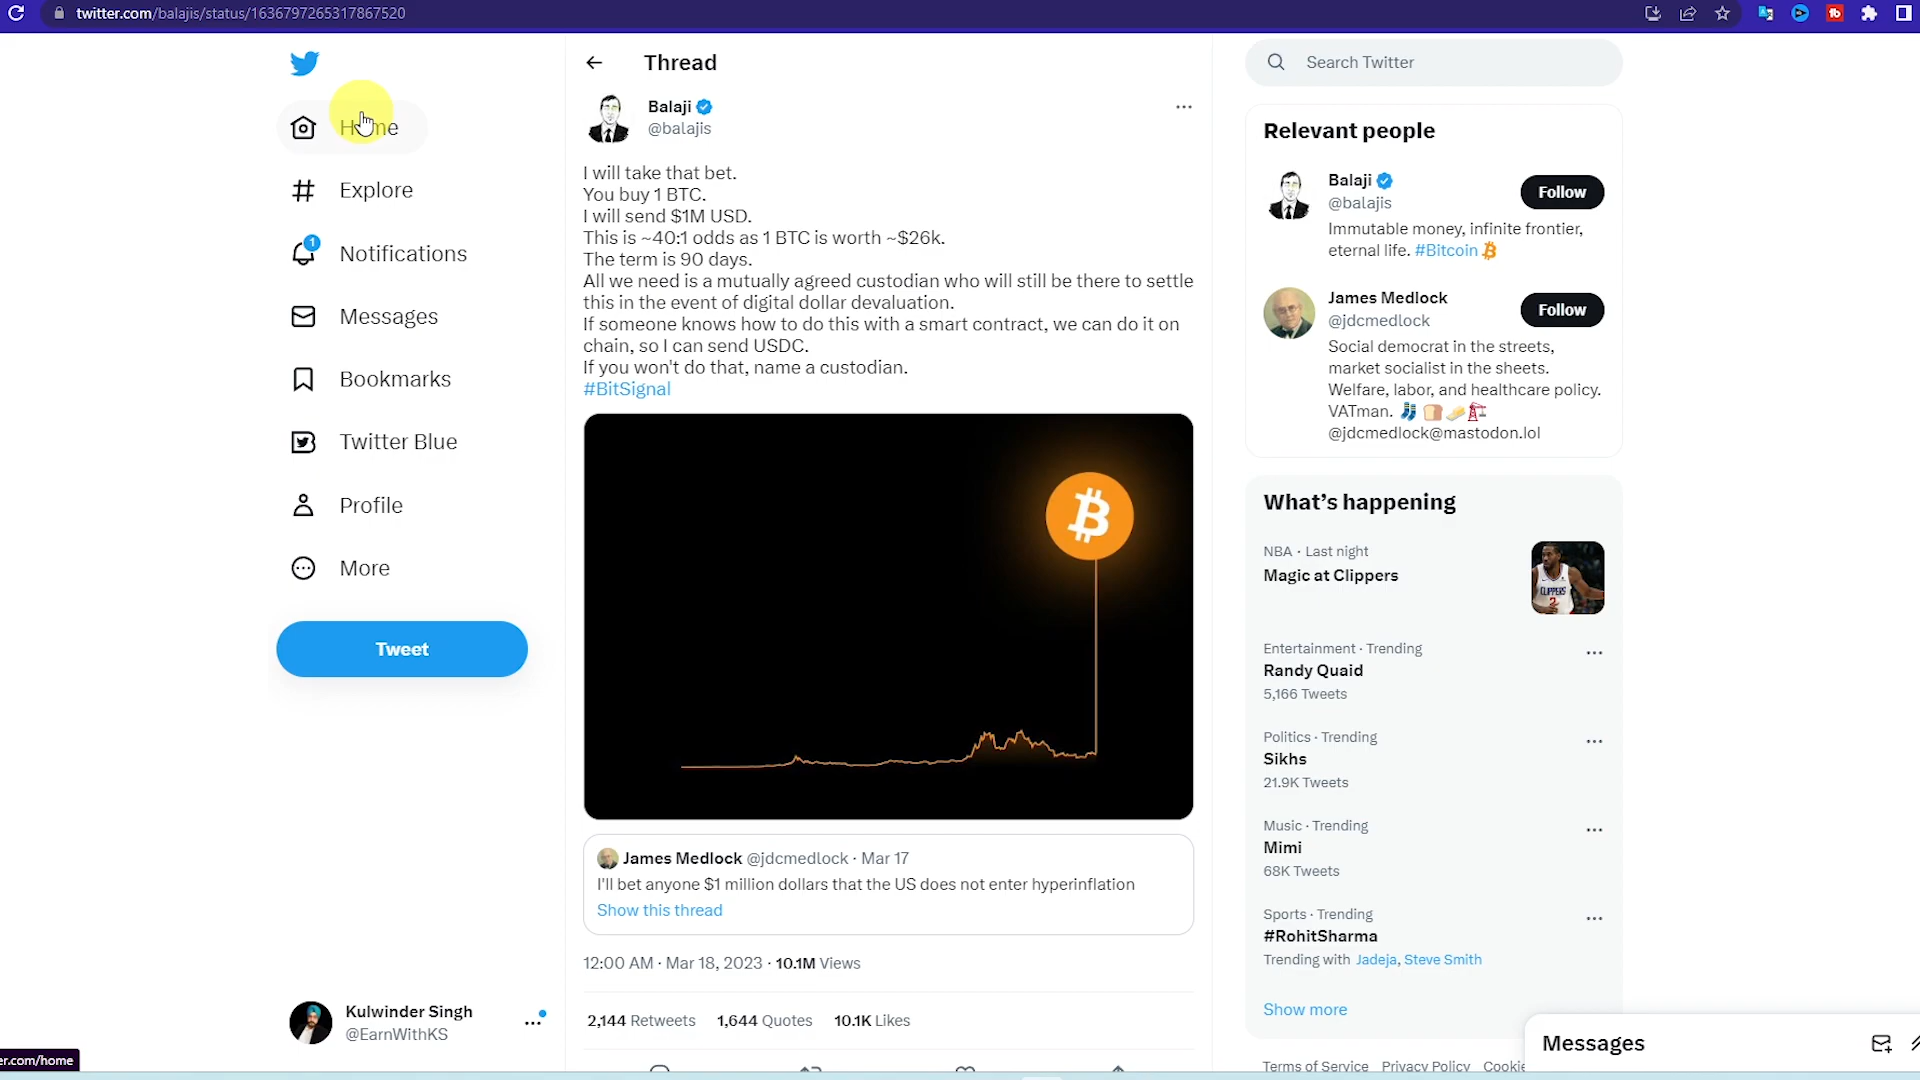 twitter.com/balajis/status/1636797265317867520
Home
Explore
1
Notifications
Messages
Bookmarks
Twitter Blue
Profile
More
Tweet
Kulwinder Singh
@EarnWithKS
er.com/home
Thread
Balaji
@balajis
I will take that bet.
You buy 1 BTC.
I will send $1M USD.
This is ~40:1 odds as 1 BTC is worth ~$26k.
The term is 90 days.
All we need is a mutually agreed custodian who will still be there to settle
this in the event of digital dollar devaluation.
If someone knows how to do this with a smart contract, we can do it on
chain, so I can send USDC.
If you won't do that, name a custodian.
#BitSignal
James Medlock @jdcmedlock · Mar 17
I'll bet anyone $1 million dollars that the US does not enter hyperinflation
Show this thread
12:00 AM · Mar 18, 2023 · 10.1M Views
2,144 Retweets 1,644 Quotes 10.1K Likes
Search Twitter
Relevant people
Balaji
@balajis
Follow
Immutable money, infinite frontier,
eternal life. #Bitcoin
James Medlock
@jdcmedlock
Follow
Social democrat in the streets,
market socialist in the sheets.
Welfare, labor, and healthcare policy.
VATman.
@jdcmedlock@mastodon.lol
What's happening
NBA · Last night
Magic at Clippers
CLIPPERS
2
Entertainment · Trending
Randy Quaid
5,166 Tweets
Politics · Trending
Sikhs
21.9K Tweets
Music · Trending
Mimi
68K Tweets
Sports · Trending
#RohitSharma
Trending with Jadeja, Steve Smith
Show more
Terms of Service Privacy Policy Cookie
Messages